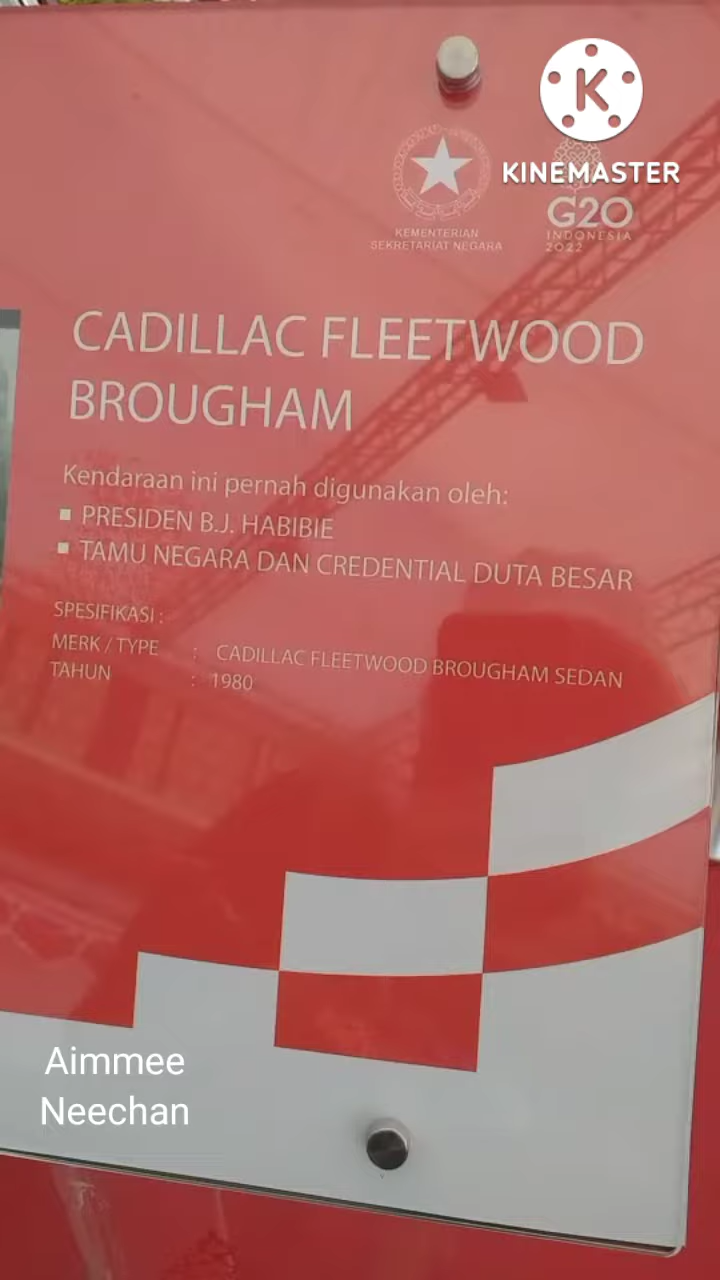 KINEMASTER
KEMENTERIAN
SEKRETARIAT NEGARA
G20
INDONESIA
2022
CADILLAC FLEETWOOD
BROUGHAM
Kendaraan ini pernah digunakan oleh:
▪ PRESIDEN B.J. HABIBIE
▪ TAMU NEGARA DAN CREDENTIAL DUTA BESAR
SPESIFIKASI :
MERK / TYPE : CADILLAC FLEETWOOD BROUGHAM SEDAN
TAHUN : 1980
Aimmee
Neechan